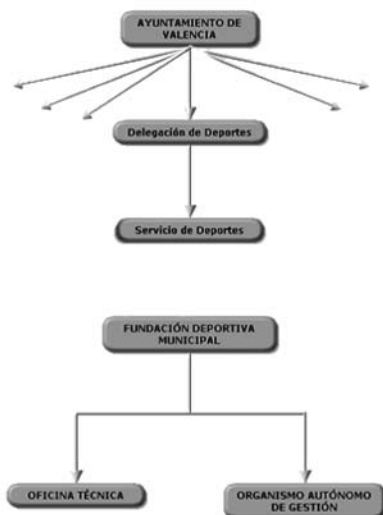 AYUNTAMIENTO DE
VALENCIA
Delegación de Deportes
Servicio de Deportes
FUNDACIÓN DEPORTIVA
MUNICIPAL
OFICINA TÉCNICA
ORGANISMO AUTÓNOMO
DE GESTIÓN